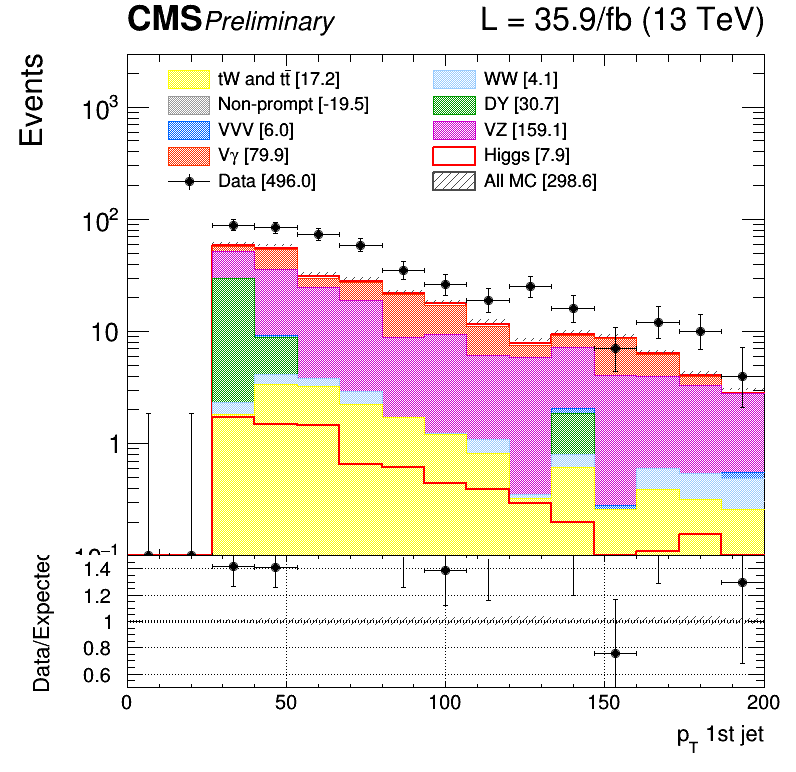 CMS Preliminary L = 35.9/fb (13 TeV)
Events
tW and tt̄ [17.2]
Non-prompt [-19.5]
VVV [6.0]
Vγ [79.9]
Data [496.0]
WW [4.1]
DY [30.7]
VZ [159.1]
Higgs [7.9]
All MC [298.6]
10³
10²
10
1
10⁻¹
Data/Expected
1.4
1.2
1
0.8
0.6
0 50 100 150 200
p_T 1st jet